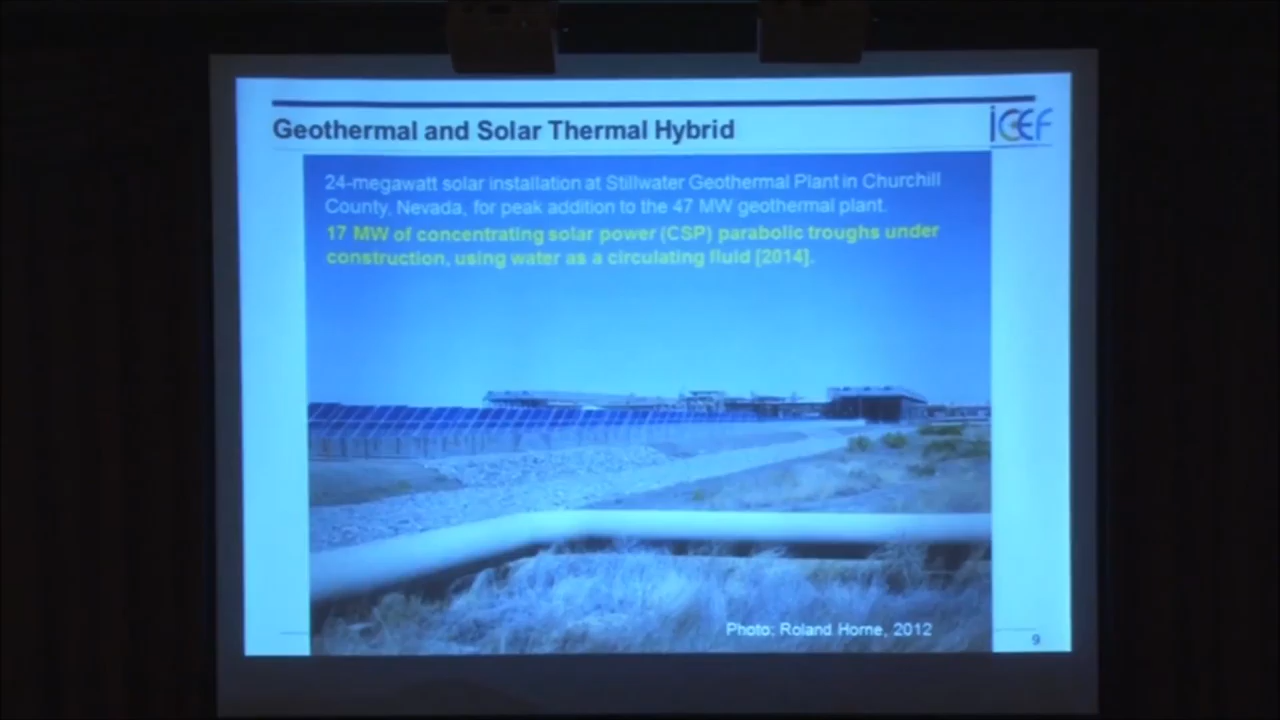 Geothermal and Solar Thermal Hybrid
ICEF
24-megawatt solar installation at Stillwater Geothermal Plant in Churchill
County, Nevada, for peak addition to the 47 MW geothermal plant.
17 MW of concentrating solar power (CSP) parabolic troughs under
construction, using water as a circulating fluid [2014].
Photo: Roland Horne, 2012
9